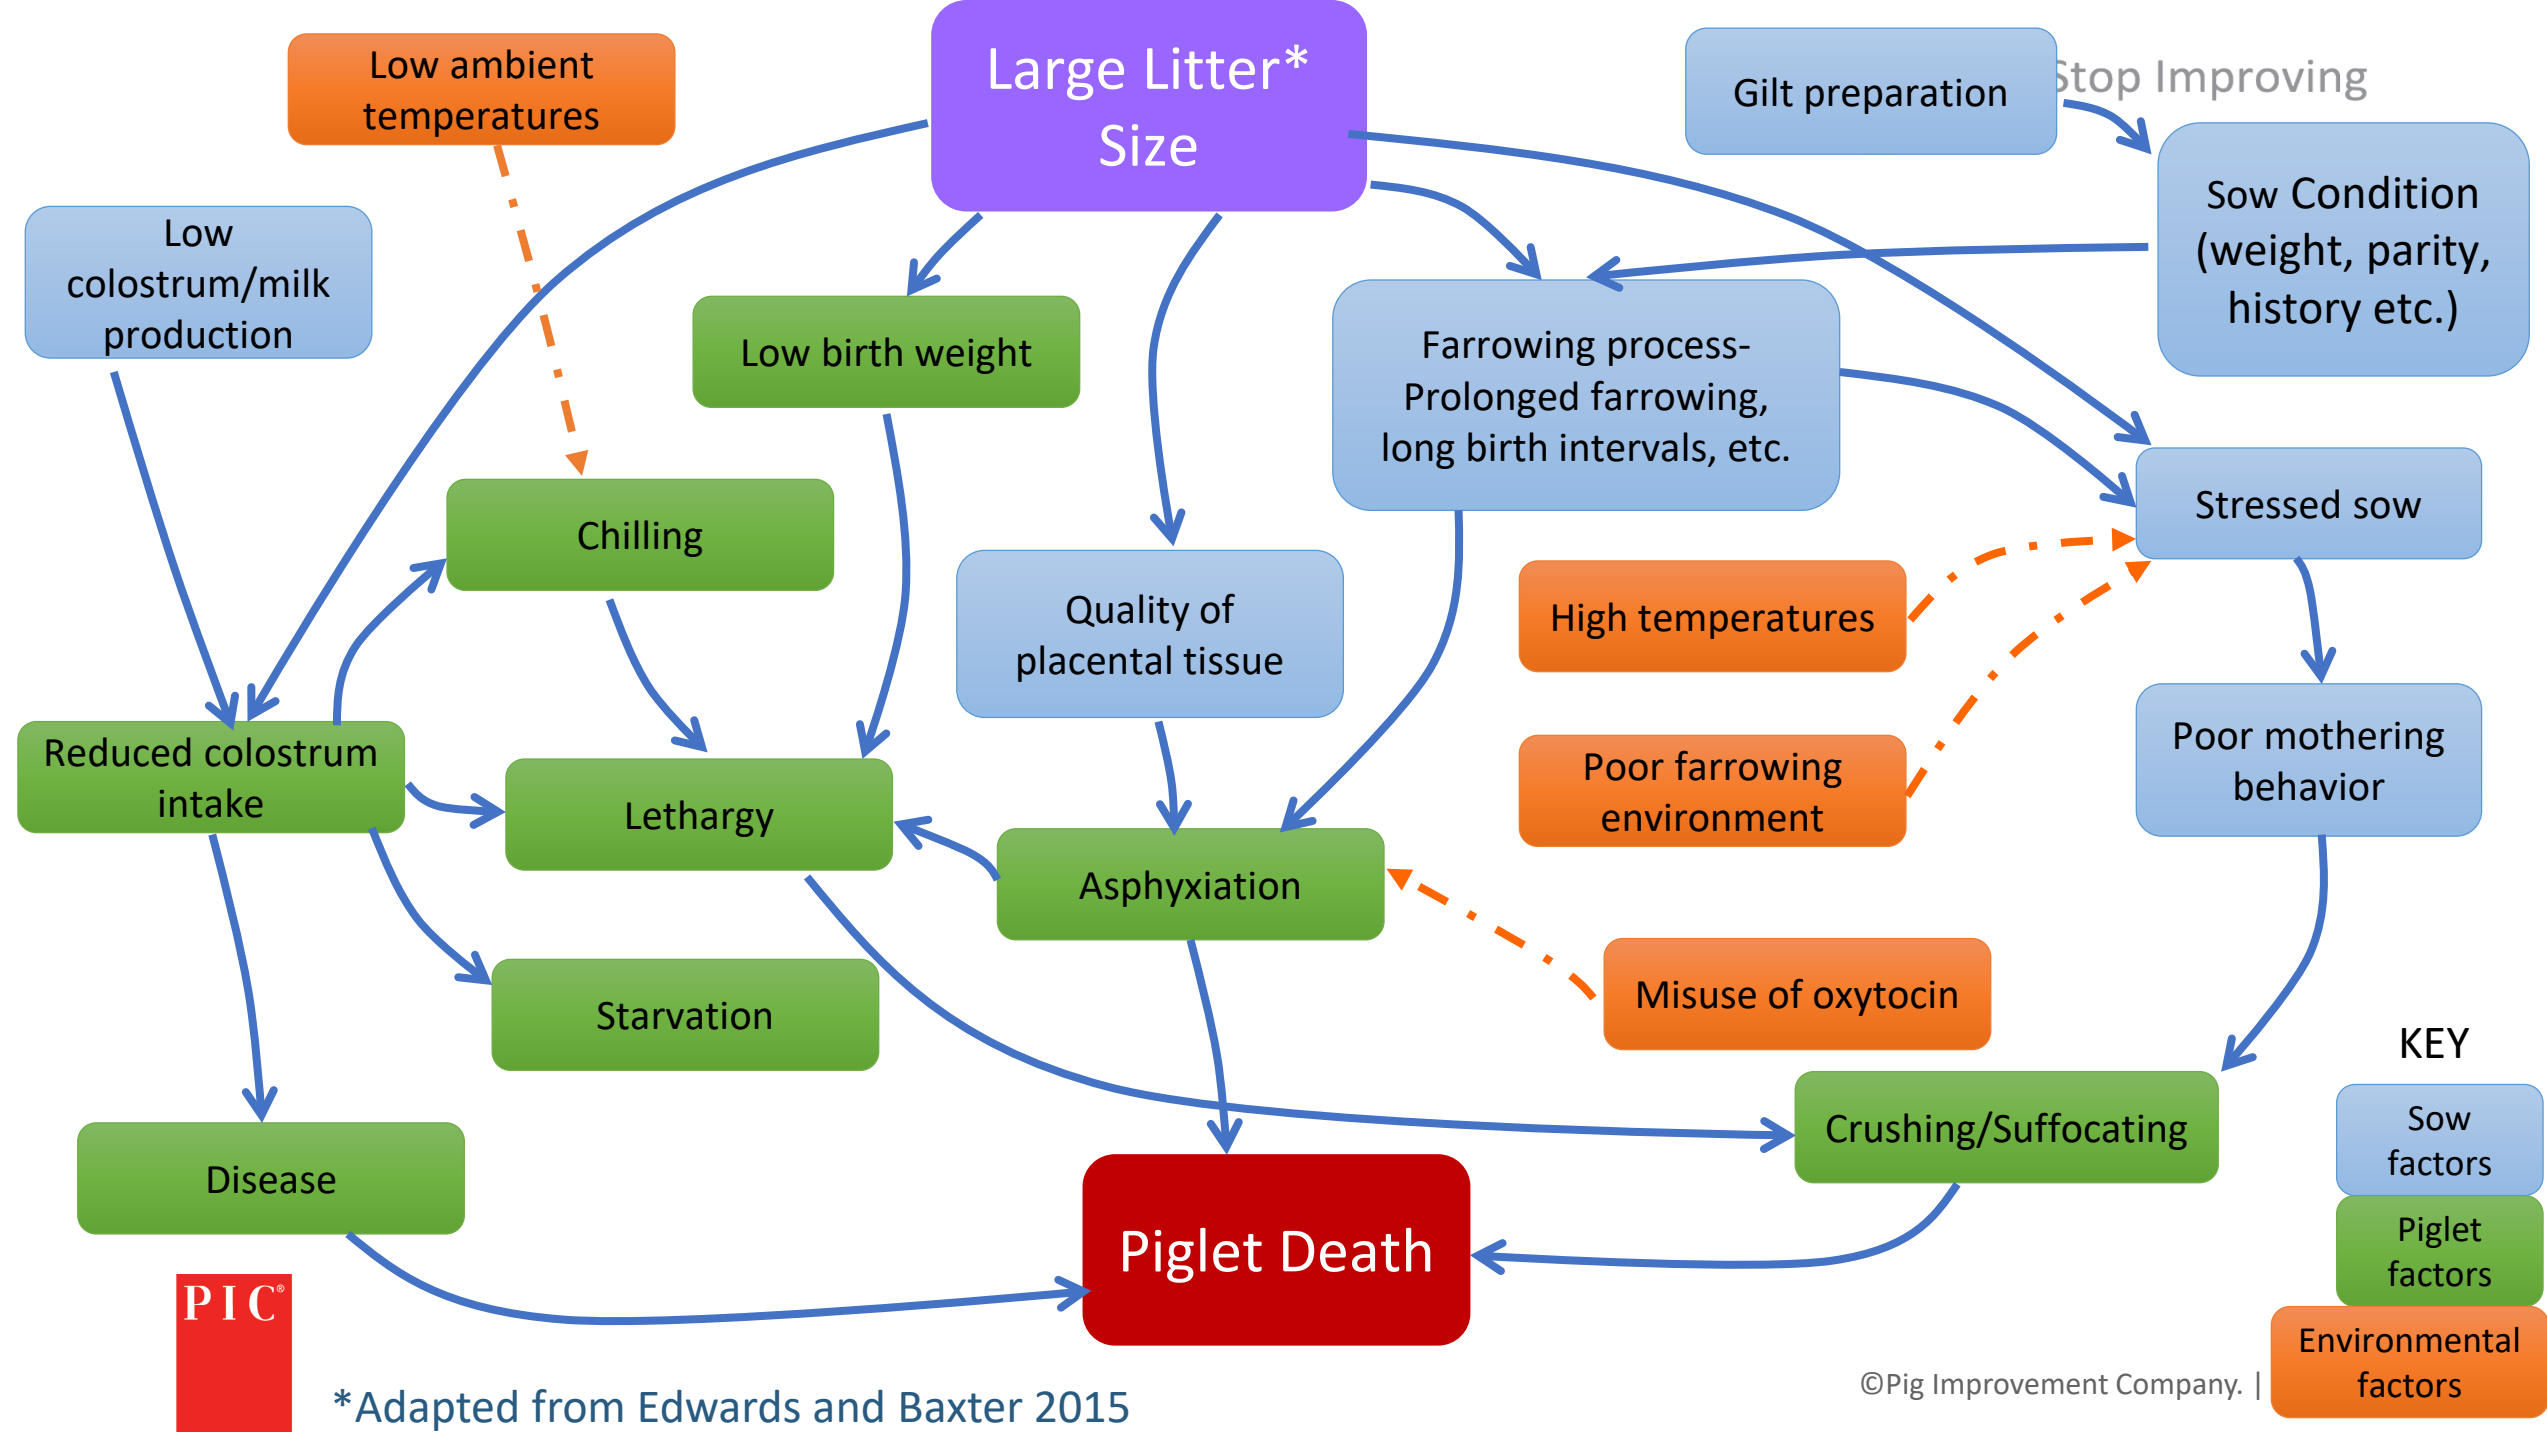 Low ambient
temperatures
Large Litter*
Size
Gilt preparation
Stop Improving
Sow Condition
(weight, parity,
history etc.)
Low
colostrum/milk
production
Low birth weight
Farrowing process-
Prolonged farrowing,
long birth intervals, etc.
Chilling
Stressed sow
Quality of
placental tissue
High temperatures
Reduced colostrum
intake
Lethargy
Poor farrowing
environment
Poor mothering
behavior
Asphyxiation
Starvation
Misuse of oxytocin
KEY
Sow
factors
Crushing/Suffocating
Disease
Piglet Death
Piglet
factors
Environmental
factors
PIC®
*Adapted from Edwards and Baxter 2015
©Pig Improvement Company. |